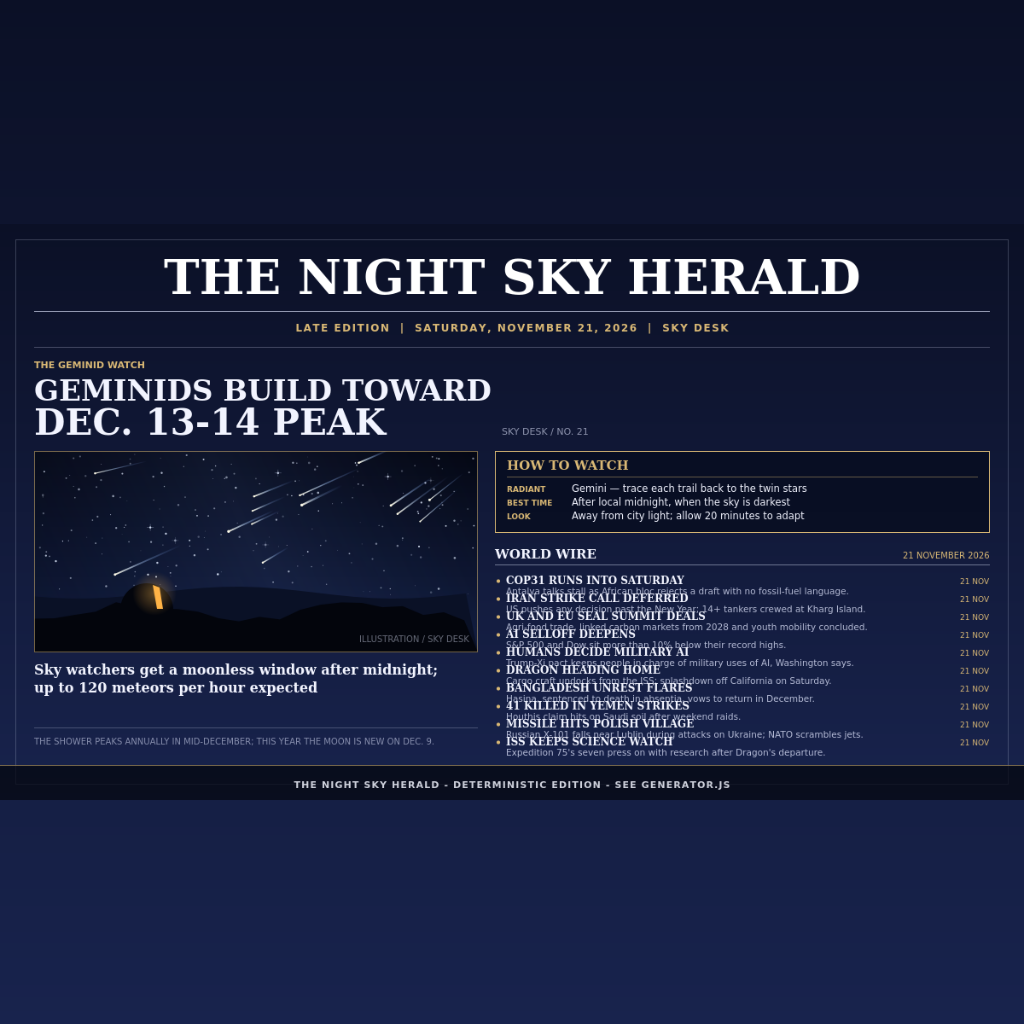 THE NIGHT SKY HERALD
LATE EDITION | SATURDAY, NOVEMBER 21, 2026 | SKY DESK
THE GEMINID WATCH
GEMINIDS BUILD TOWARD
DEC. 13-14 PEAK
SKY DESK / NO. 21
ILLUSTRATION / SKY DESK
Sky watchers get a moonless window after midnight;
up to 120 meteors per hour expected
THE SHOWER PEAKS ANNUALLY IN MID-DECEMBER; THIS YEAR THE MOON IS NEW ON DEC. 9.
HOW TO WATCH
RADIANT Gemini — trace each trail back to the twin stars
BEST TIME After local midnight, when the sky is darkest
LOOK Away from city light; allow 20 minutes to adapt
WORLD WIRE 21 NOVEMBER 2026
• COP31 RUNS INTO SATURDAY 21 NOV
Antalya talks stall as African bloc rejects a draft with no fossil-fuel language.
• IRAN STRIKE CALL DEFERRED 21 NOV
US pushes any decision past the New Year; 14+ tankers crewed at Kharg Island.
• UK AND EU SEAL SUMMIT DEALS 21 NOV
Agri-food trade, linked carbon markets from 2028 and youth mobility concluded.
• AI SELLOFF DEEPENS 21 NOV
S&P 500 and Dow sit more than 10% below their record highs.
• HUMANS DECIDE MILITARY AI 21 NOV
Trump-Xi pact keeps people in charge of military uses of AI, Washington says.
• DRAGON HEADING HOME 21 NOV
Cargo craft undocks from the ISS; splashdown off California on Saturday.
• BANGLADESH UNREST FLARES 21 NOV
Hasina, sentenced to death in absentia, vows to return in December.
• 41 KILLED IN YEMEN STRIKES 21 NOV
Houthis claim hits on Saudi soil after weekend raids.
• MISSILE HITS POLISH VILLAGE 21 NOV
Russian X-101 falls near Lublin during attacks on Ukraine; NATO scrambles jets.
• ISS KEEPS SCIENCE WATCH 21 NOV
Expedition 75's seven press on with research after Dragon's departure.
THE NIGHT SKY HERALD - DETERMINISTIC EDITION - SEE GENERATOR.JS